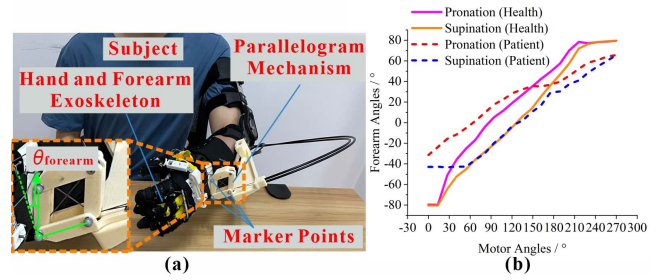 Subject
Parallelogram
Mechanism
Hand and Forearm
Exoskeleton
θforearm
Marker Points
(a)
Pronation (Health)
Supination (Health)
Pronation (Patient)
Supination (Patient)
Forearm Angles / °
80
60
40
20
0
-20
-40
-60
-80
-30 0 30 60 90 120 150 180 210 240 270 300
Motor Angles / °
(b)